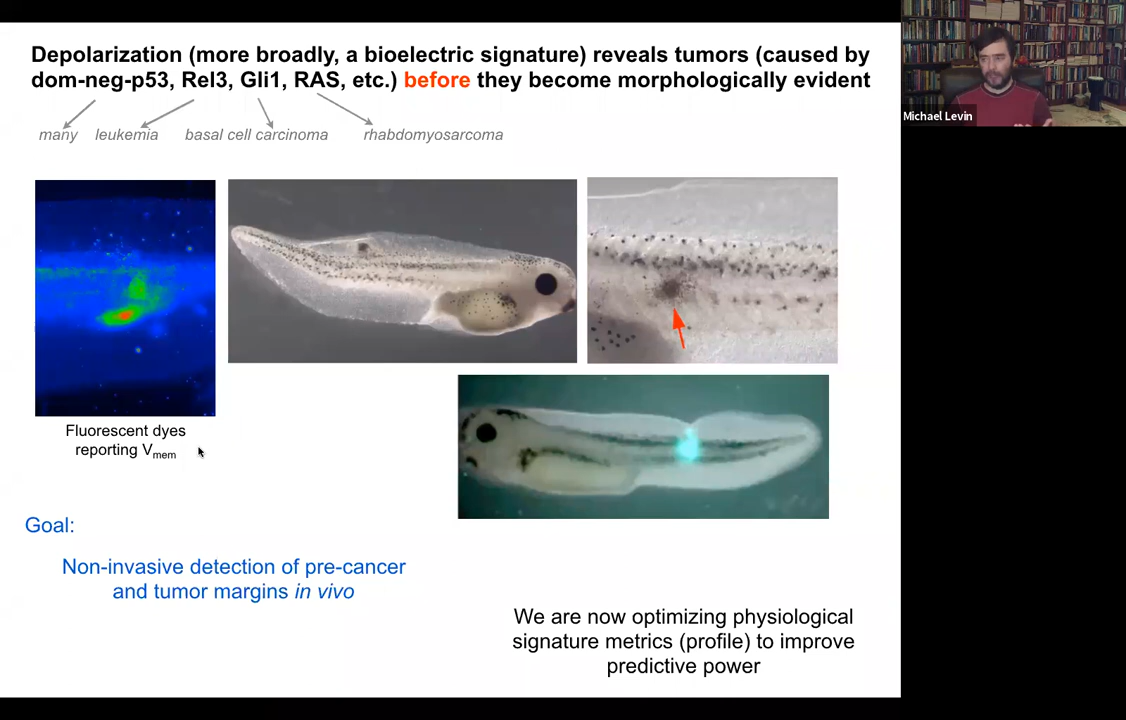 Depolarization (more broadly, a bioelectric signature) reveals tumors (caused by
dom-neg-p53, Rel3, Gli1, RAS, etc.) before they become morphologically evident
many leukemia basal cell carcinoma rhabdomyosarcoma
Michael Levin
Fluorescent dyes
reporting Vmem
Goal:
Non-invasive detection of pre-cancer
and tumor margins in vivo
We are now optimizing physiological
signature metrics (profile) to improve
predictive power